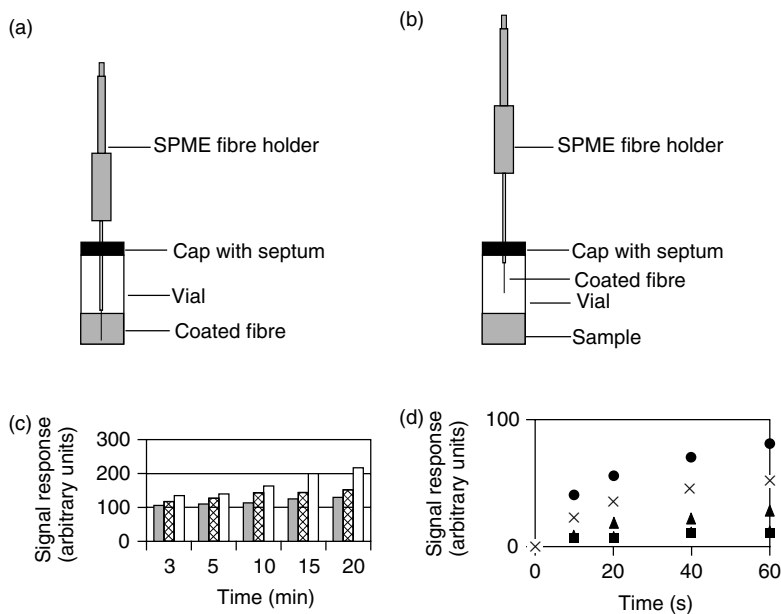 (a)
SPME fibre holder
Cap with septum
Vial
Coated fibre
(b)
SPME fibre holder
Cap with septum
Coated fibre
Vial
Sample
(c)
Signal response
(arbitrary units)
300
200
100
0
3 5 10 15 20
Time (min)
(d)
Signal response
(arbitrary units)
100
0
0 20 40 60
Time (s)